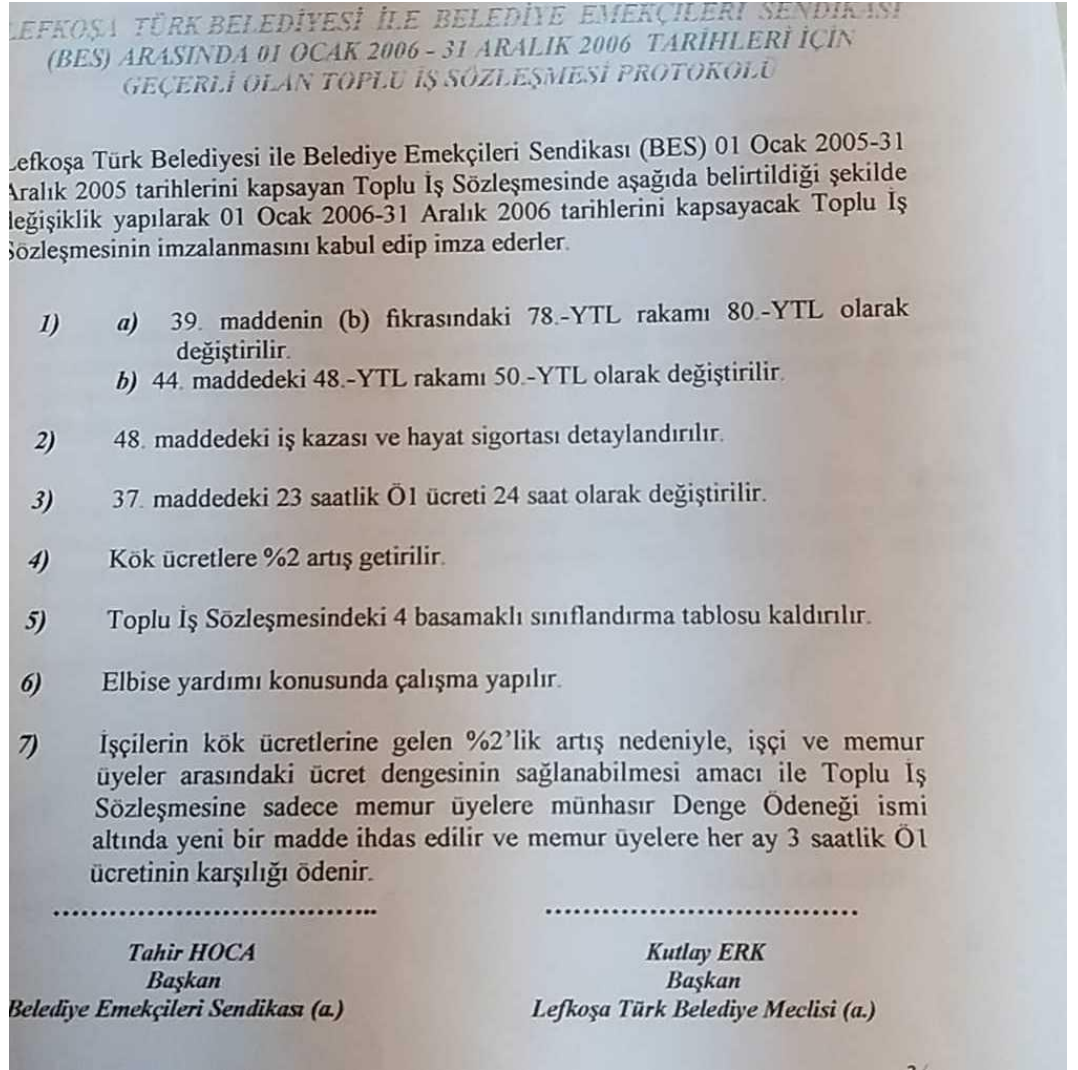 LEFKOŞA TÜRK BELEDİYESİ İLE BELEDİYE EMEKÇİLERİ SENDİKASI
(BES) ARASINDA 01 OCAK 2006 - 31 ARALIK 2006 TARİHLERİ İÇİN
GEÇERLİ OLAN TOPLU İŞ SÖZLEŞMESİ PROTOKOLÜ
Lefkoşa Türk Belediyesi ile Belediye Emekçileri Sendikası (BES) 01 Ocak 2005-31
Aralık 2005 tarihlerini kapsayan Toplu İş Sözleşmesinde aşağıda belirtildiği şekilde
değişiklik yapılarak 01 Ocak 2006-31 Aralık 2006 tarihlerini kapsayacak Toplu İş
Sözleşmesinin imzalanmasını kabul edip imza ederler.
1) a) 39. maddenin (b) fıkrasındaki 78.-YTL rakamı 80.-YTL olarak
değiştirilir.
b) 44. maddedeki 48.-YTL rakamı 50.-YTL olarak değiştirilir.
2) 48. maddedeki iş kazası ve hayat sigortası detaylandırılır.
3) 37. maddedeki 23 saatlik Ö1 ücreti 24 saat olarak değiştirilir.
4) Kök ücretlere %2 artış getirilir.
5) Toplu İş Sözleşmesindeki 4 basamaklı sınıflandırma tablosu kaldırılır.
6) Elbise yardımı konusunda çalışma yapılır.
7) İşçilerin kök ücretlerine gelen %2'lik artış nedeniyle, işçi ve memur
üyeler arasındaki ücret dengesinin sağlanabilmesi amacı ile Toplu İş
Sözleşmesine sadece memur üyelere münhasır Denge Ödeneği ismi
altında yeni bir madde ihdas edilir ve memur üyelere her ay 3 saatlik Ö1
ücretinin karşılığı ödenir.
Tahir HOCA
Başkan
Belediye Emekçileri Sendikası (a.)
Kutlay ERK
Başkan
Lefkoşa Türk Belediye Meclisi (a.)